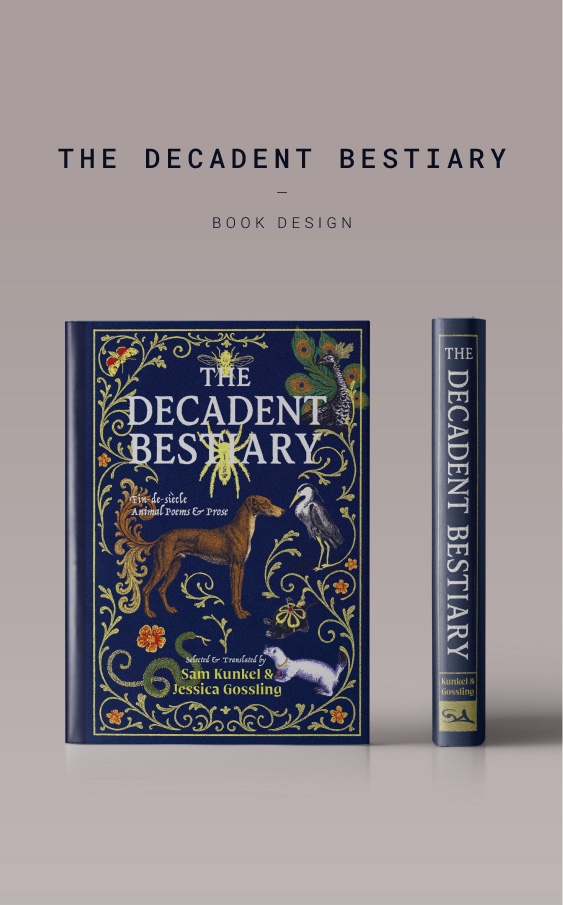 THE DECADENT BESTIARY
—
BOOK DESIGN
THE
DECADENT
BESTIARY
Fin-de-siècle
Animal Poems & Prose
Selected & Translated by
Sam Kunkel &
Jessica Gossling
THE
DECADENT BESTIARY
Kunkel &
Gossling